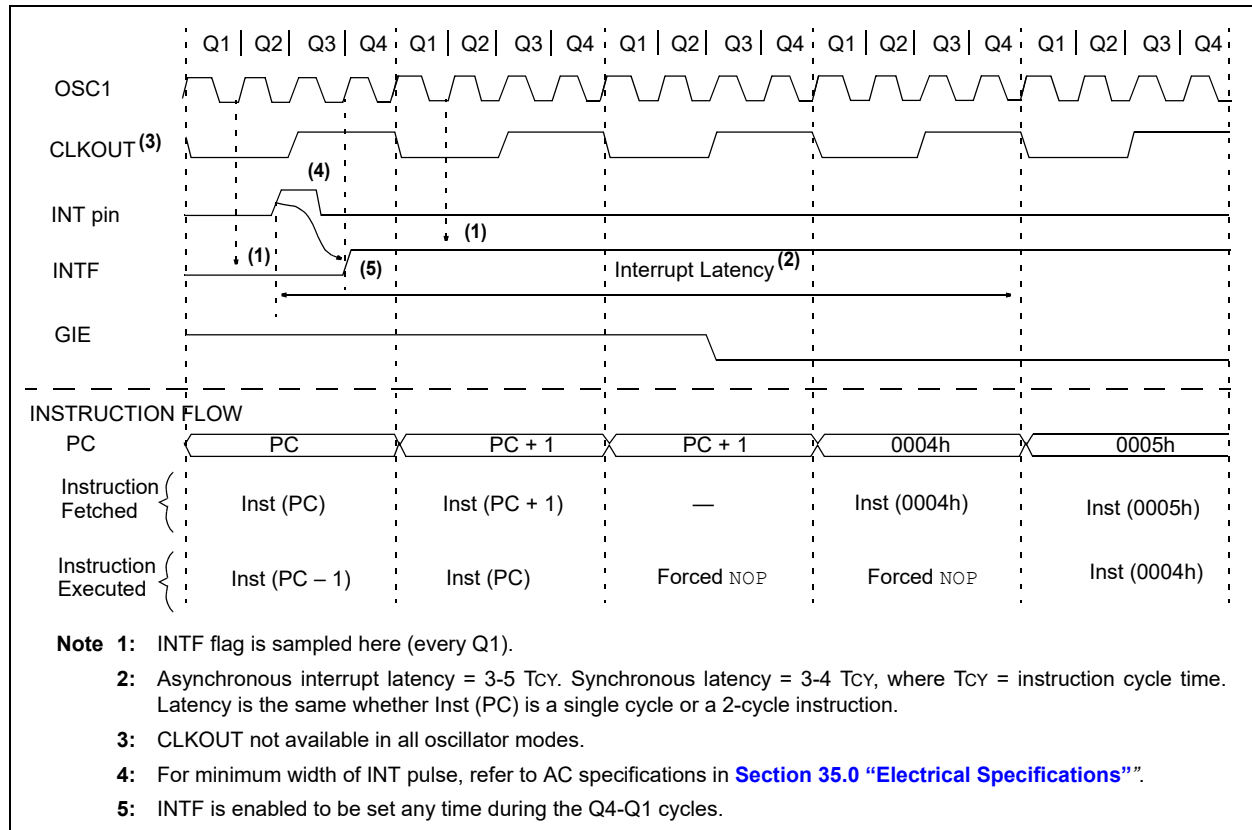 Q1 Q2 Q3 Q4 Q1 Q2 Q3 Q4 Q1 Q2 Q3 Q4 Q1 Q2 Q3 Q4 Q1 Q2 Q3 Q4
OSC1
CLKOUT (3)
(4)
INT pin
(1)
(1)
INTF
(5)
Interrupt Latency (2)
GIE
INSTRUCTION FLOW
PC PC PC + 1 PC + 1 0004h 0005h
Instruction
Fetched
Inst (PC) Inst (PC + 1) — Inst (0004h) Inst (0005h)
Instruction
Executed
Inst (PC – 1) Inst (PC) Forced NOP Forced NOP Inst (0004h)
Note 1: INTF flag is sampled here (every Q1).
2: Asynchronous interrupt latency = 3-5 TCY. Synchronous latency = 3-4 TCY, where TCY = instruction cycle time.
Latency is the same whether Inst (PC) is a single cycle or a 2-cycle instruction.
3: CLKOUT not available in all oscillator modes.
4: For minimum width of INT pulse, refer to AC specifications in Section 35.0 “Electrical Specifications””.
5: INTF is enabled to be set any time during the Q4-Q1 cycles.